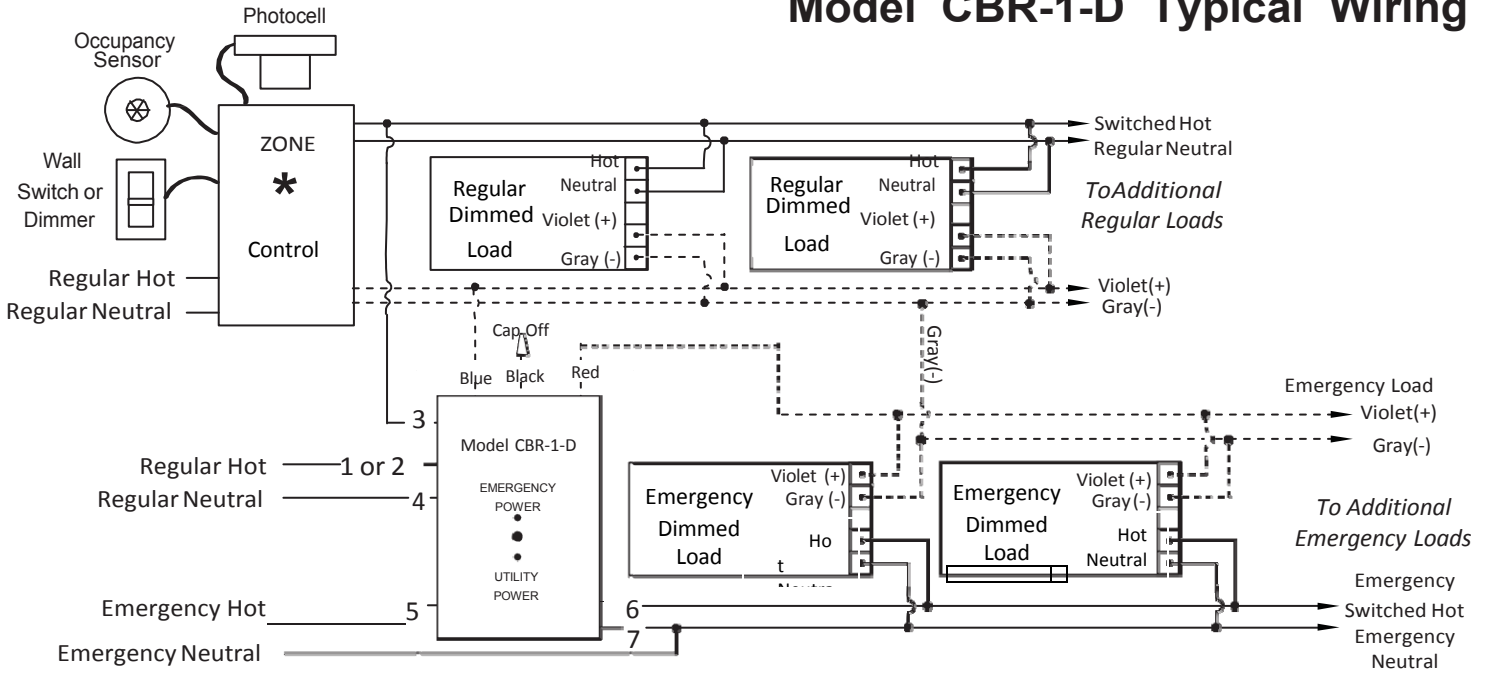 Model CBR-1-D Typical Wiring
Photocell
Occupancy
Sensor
ZONE
*
Control
Wall
Switch or
Dimmer
Regular Hot
Regular Neutral
Switched Hot
Regular Neutral
Regular
Dimmed
Load
Hot
Neutral
Violet (+)
Gray (-)
Regular
Dimmed
Load
Hot
Neutral
Violet (+)
Gray (-)
ToAdditional
Regular Loads
Violet(+)
Gray(-)
Cap Off
Blue
Black
Red
Gray(-)
Emergency Load
Violet(+)
Gray(-)
3
Model CBR-1-D
Regular Hot
1 or 2
Regular Neutral
4
EMERGENCY
POWER
UTILITY
POWER
Emergency Hot
5
Emergency Neutral
6
7
Emergency
Dimmed
Load
Violet (+)
Gray (-)
Ho
t
Emergency
Dimmed
Load
Violet (+)
Gray (-)
Hot
Neutral
To Additional
Emergency Loads
Emergency
Switched Hot
Emergency
Neutral